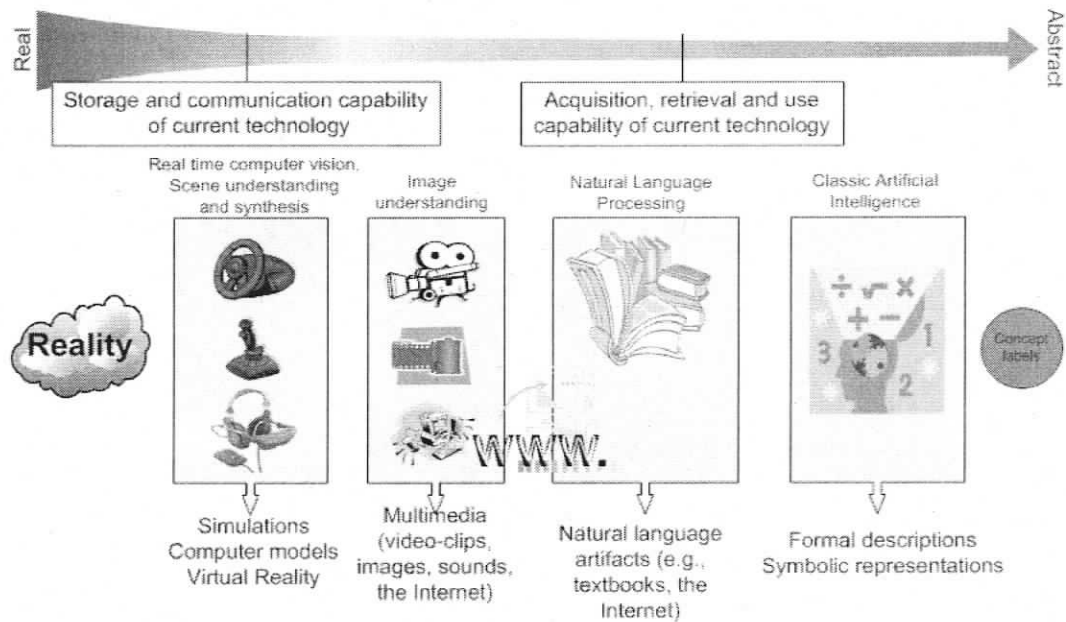 Real
Abstract
Storage and communication capability
of current technology
Acquisition, retrieval and use
capability of current technology
Real time computer vision,
Scene understanding
and synthesis
Image
understanding
Natural Language
Processing
Classic Artificial
Intelligence
Reality
÷ √ ×
+ −
3
1
2
Concept
labels
www.
Simulations
Computer models
Virtual Reality
Multimedia
(video-clips,
images, sounds,
the Internet)
Natural language
artifacts (e.g.,
textbooks, the
Internet)
Formal descriptions
Symbolic representations